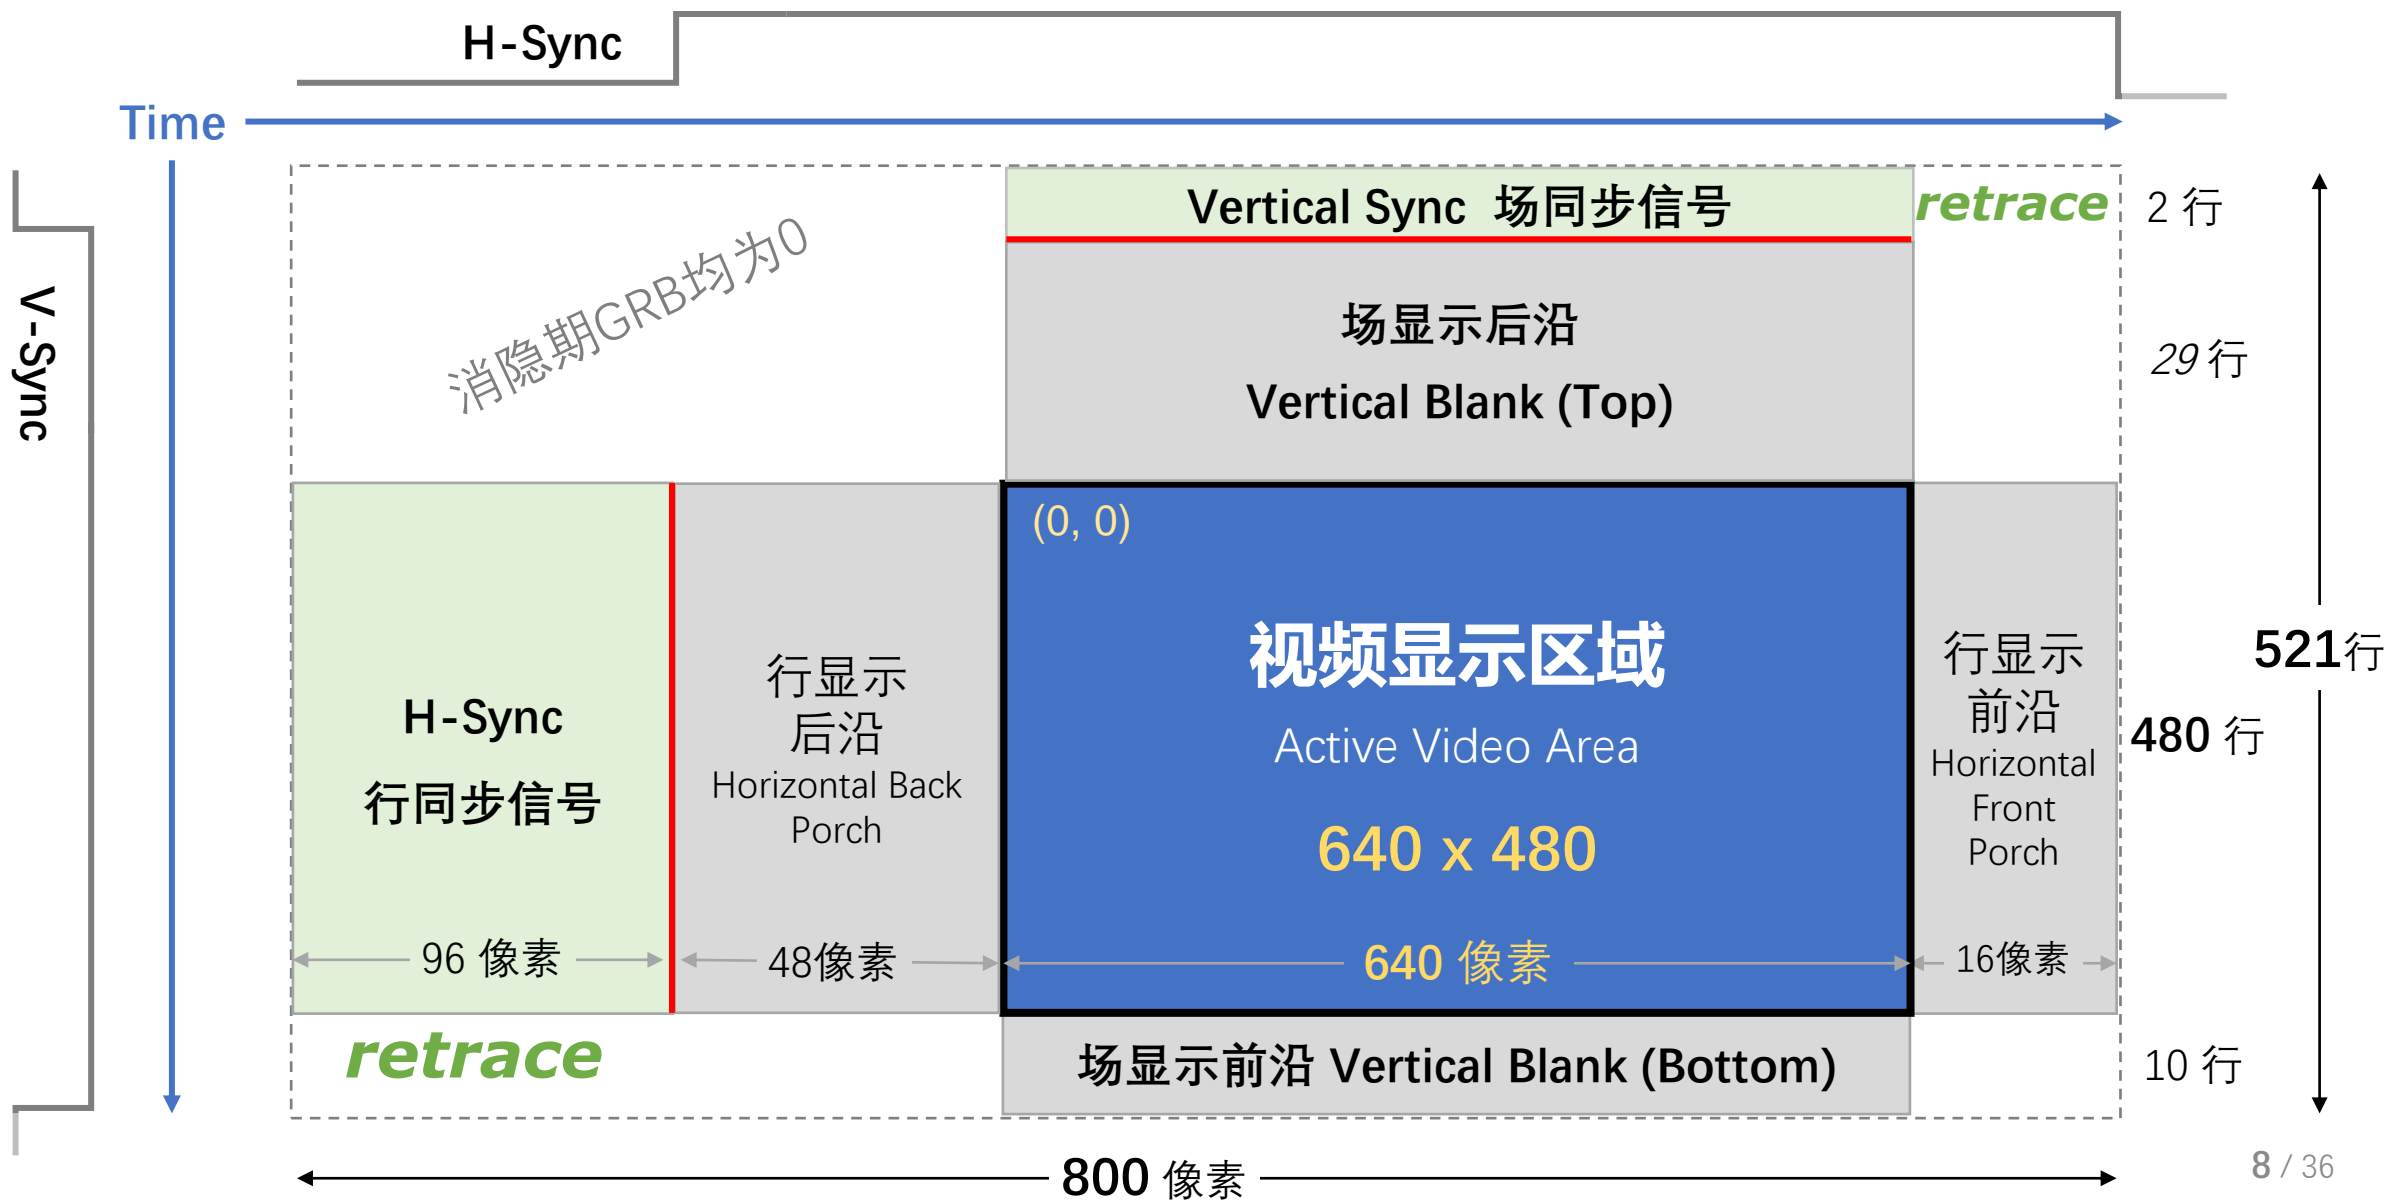 H-Sync
Time
V-Sync
消隐期GRB均为0
Vertical Sync 场同步信号
retrace
2 行
场显示后沿
Vertical Blank (Top)
29 行
(0, 0)
视频显示区域
Active Video Area
640 x 480
640 像素
H-Sync
行同步信号
96 像素
行显示
后沿
Horizontal Back
Porch
48像素
行显示
前沿
Horizontal
Front
Porch
16像素
480 行
521行
retrace
场显示前沿 Vertical Blank (Bottom)
10 行
800 像素
8 / 36